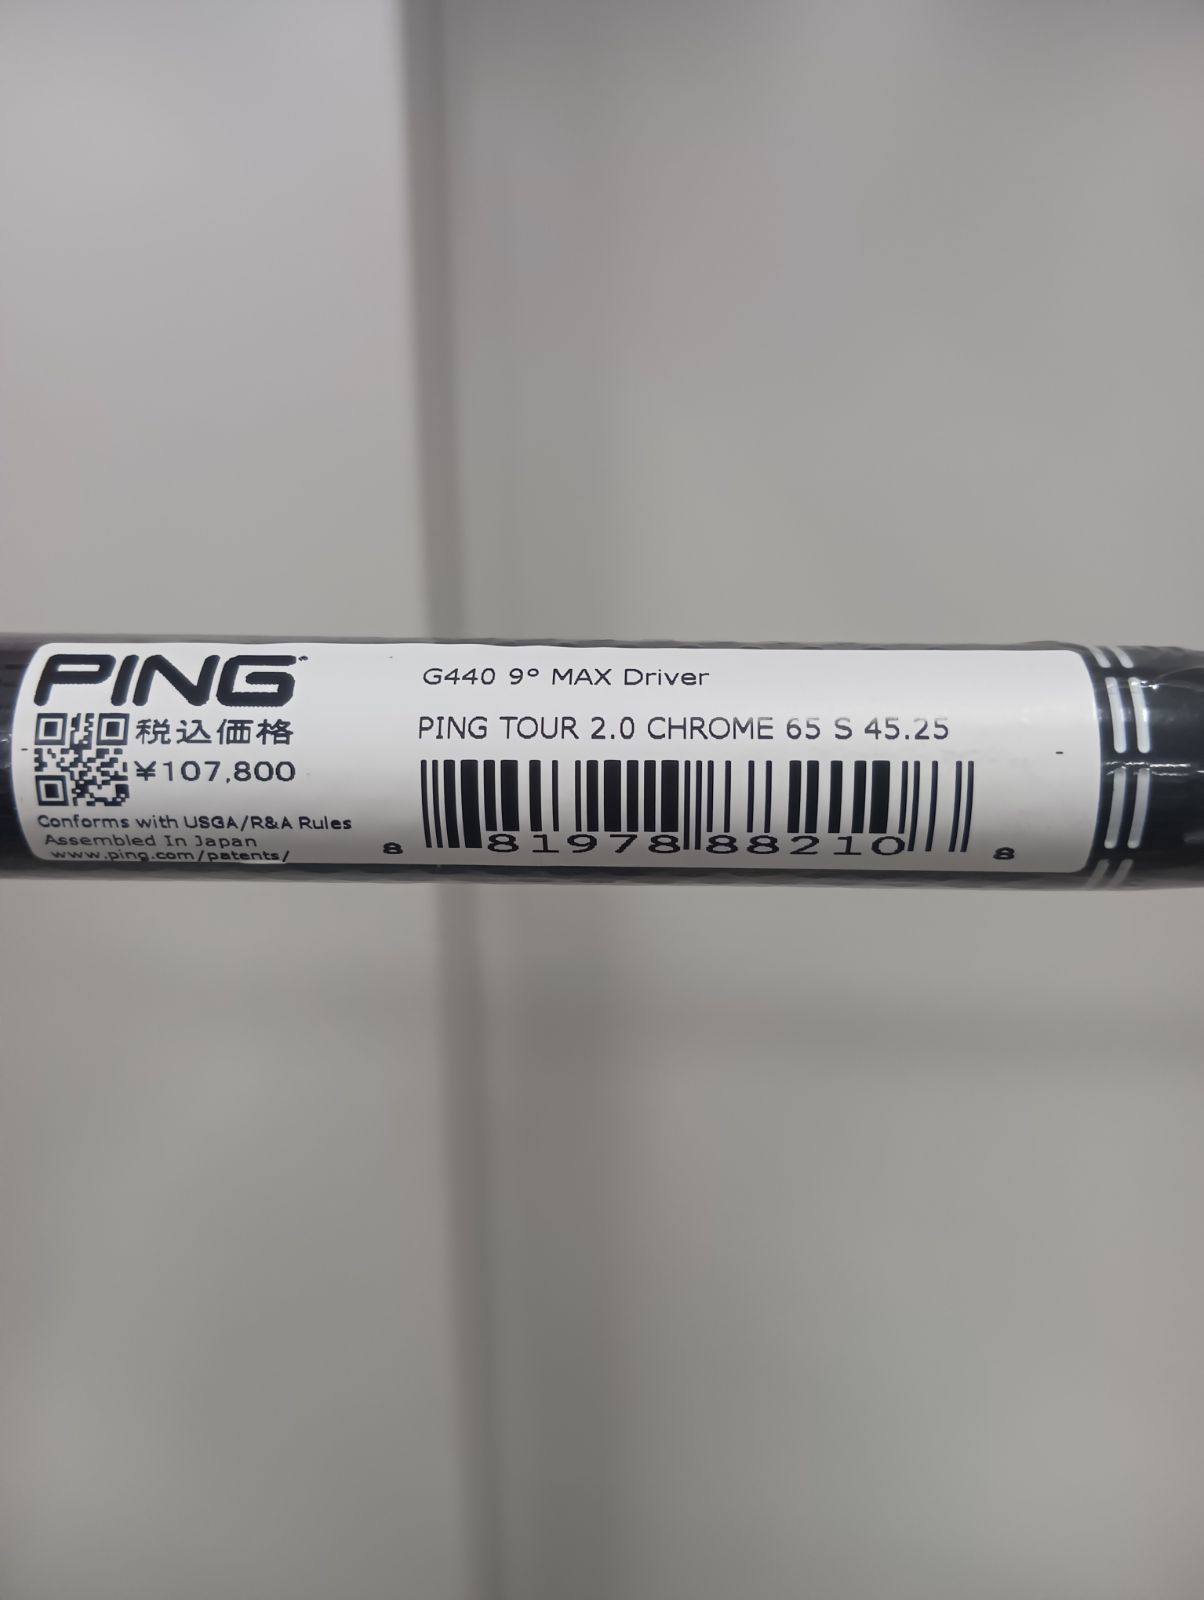 PING
税込価格
¥107,800
Conforms with USGA/R&A Rules
Assembled In Japan
www.ping.com/patents/
G440 9° MAX Driver
PING TOUR 2.0 CHROME 65 S 45.25
8 81978 88210 8